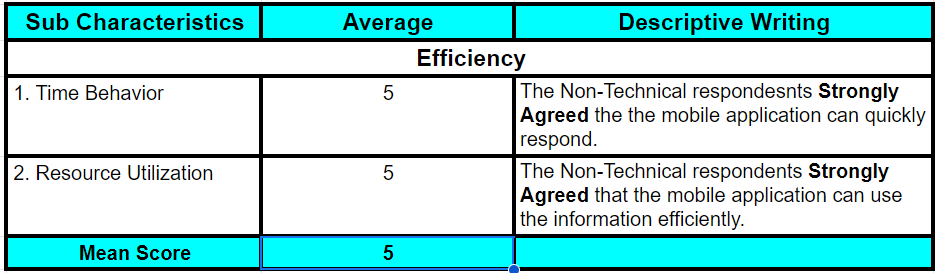 Sub Characteristics Average Descriptive Writing
Efficiency
1. Time Behavior 5 The Non-Technical respondesnts Strongly
Agreed the the mobile application can quickly
respond.
2. Resource Utilization 5 The Non-Technical respondents Strongly
Agreed that the mobile application can use
the information efficiently.
Mean Score 5